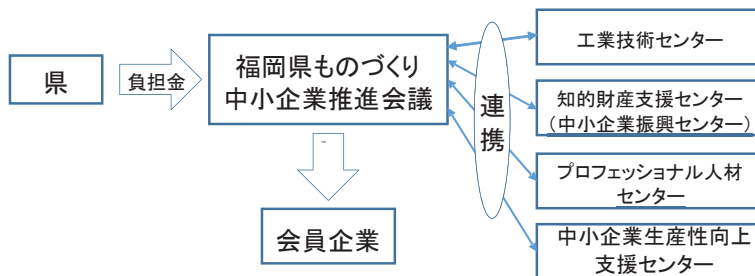 県
負担金
福岡県ものづくり
中小企業推進会議
会員企業
連携
工業技術センター
知的財産支援センター
(中小企業振興センター)
プロフェッショナル人材
センター
中小企業生産性向上
支援センター